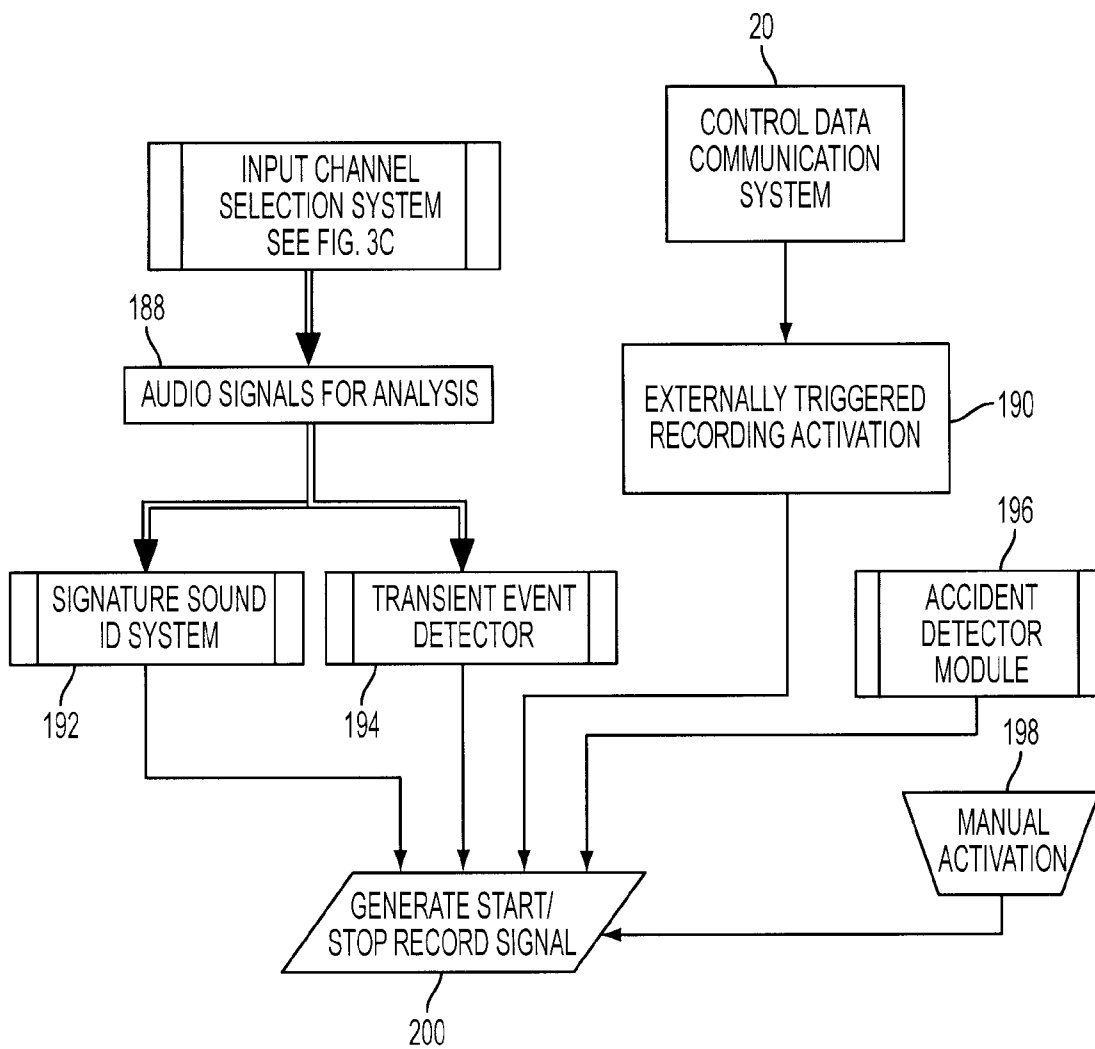 20
CONTROL DATA
COMMUNICATION
SYSTEM
INPUT CHANNEL
SELECTION SYSTEM
SEE FIG. 3C
188
AUDIO SIGNALS FOR ANALYSIS
EXTERNALLY TRIGGERED
RECORDING ACTIVATION
190
196
SIGNATURE SOUND
ID SYSTEM
TRANSIENT EVENT
DETECTOR
ACCIDENT
DETECTOR
MODULE
192
194
198
MANUAL
ACTIVATION
GENERATE START/
STOP RECORD SIGNAL
200